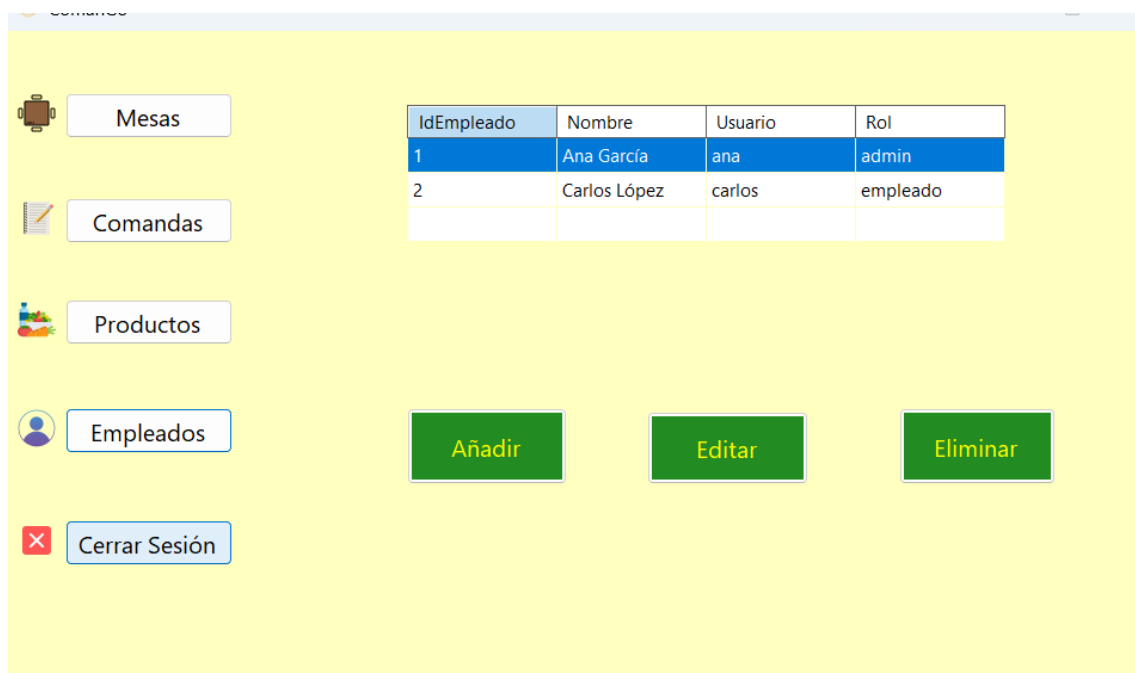 Mesas
Comandas
Productos
Empleados
Cerrar Sesión
IdEmpleado Nombre Usuario Rol
1 Ana García ana admin
2 Carlos López carlos empleado
Añadir Editar Eliminar